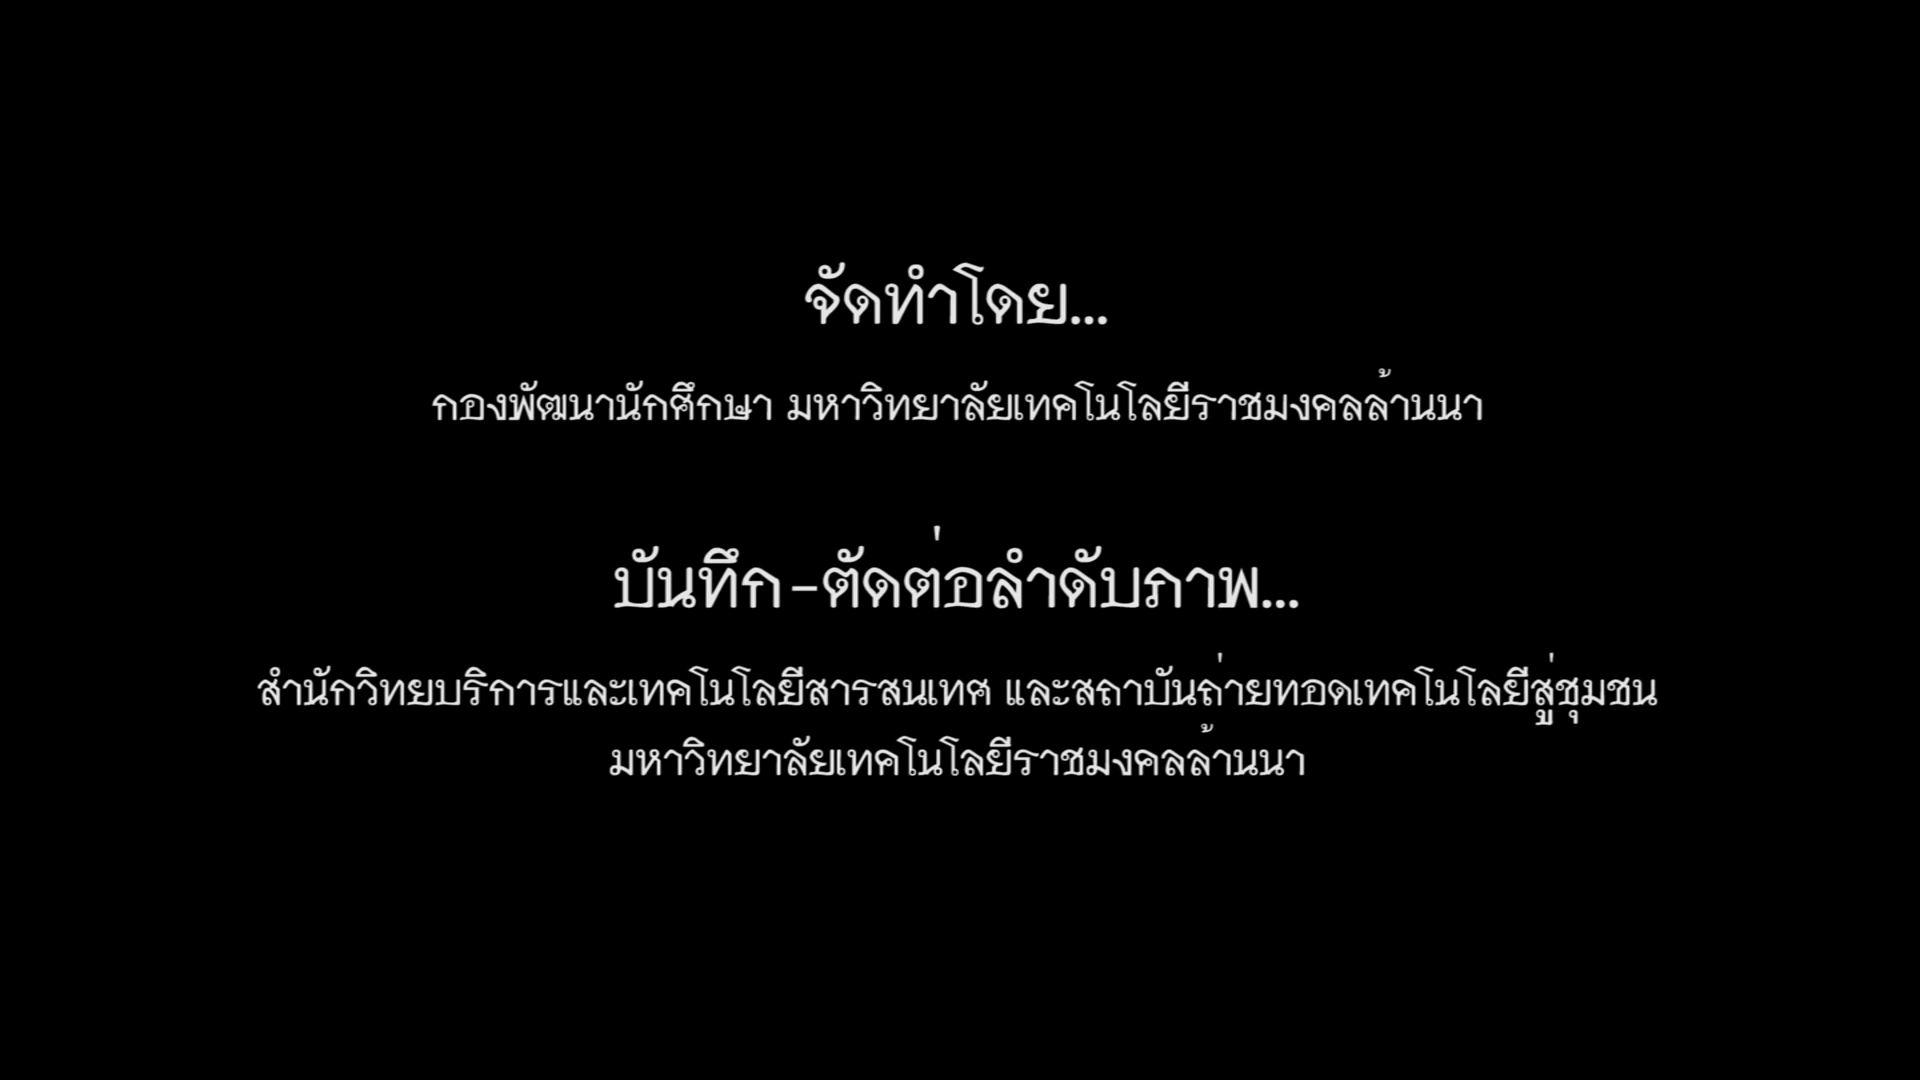 จัดทำโดย...
กองพัฒนานักศึกษา มหาวิทยาลัยเทคโนโลยีราชมงคลล้านนา
บันทึก-ตัดต่อลำดับภาพ...
สำนักวิทยบริการและเทคโนโลยีสารสนเทศ และสถาบันถ่ายทอดเทคโนโลยีสู่ชุมชน
มหาวิทยาลัยเทคโนโลยีราชมงคลล้านนา